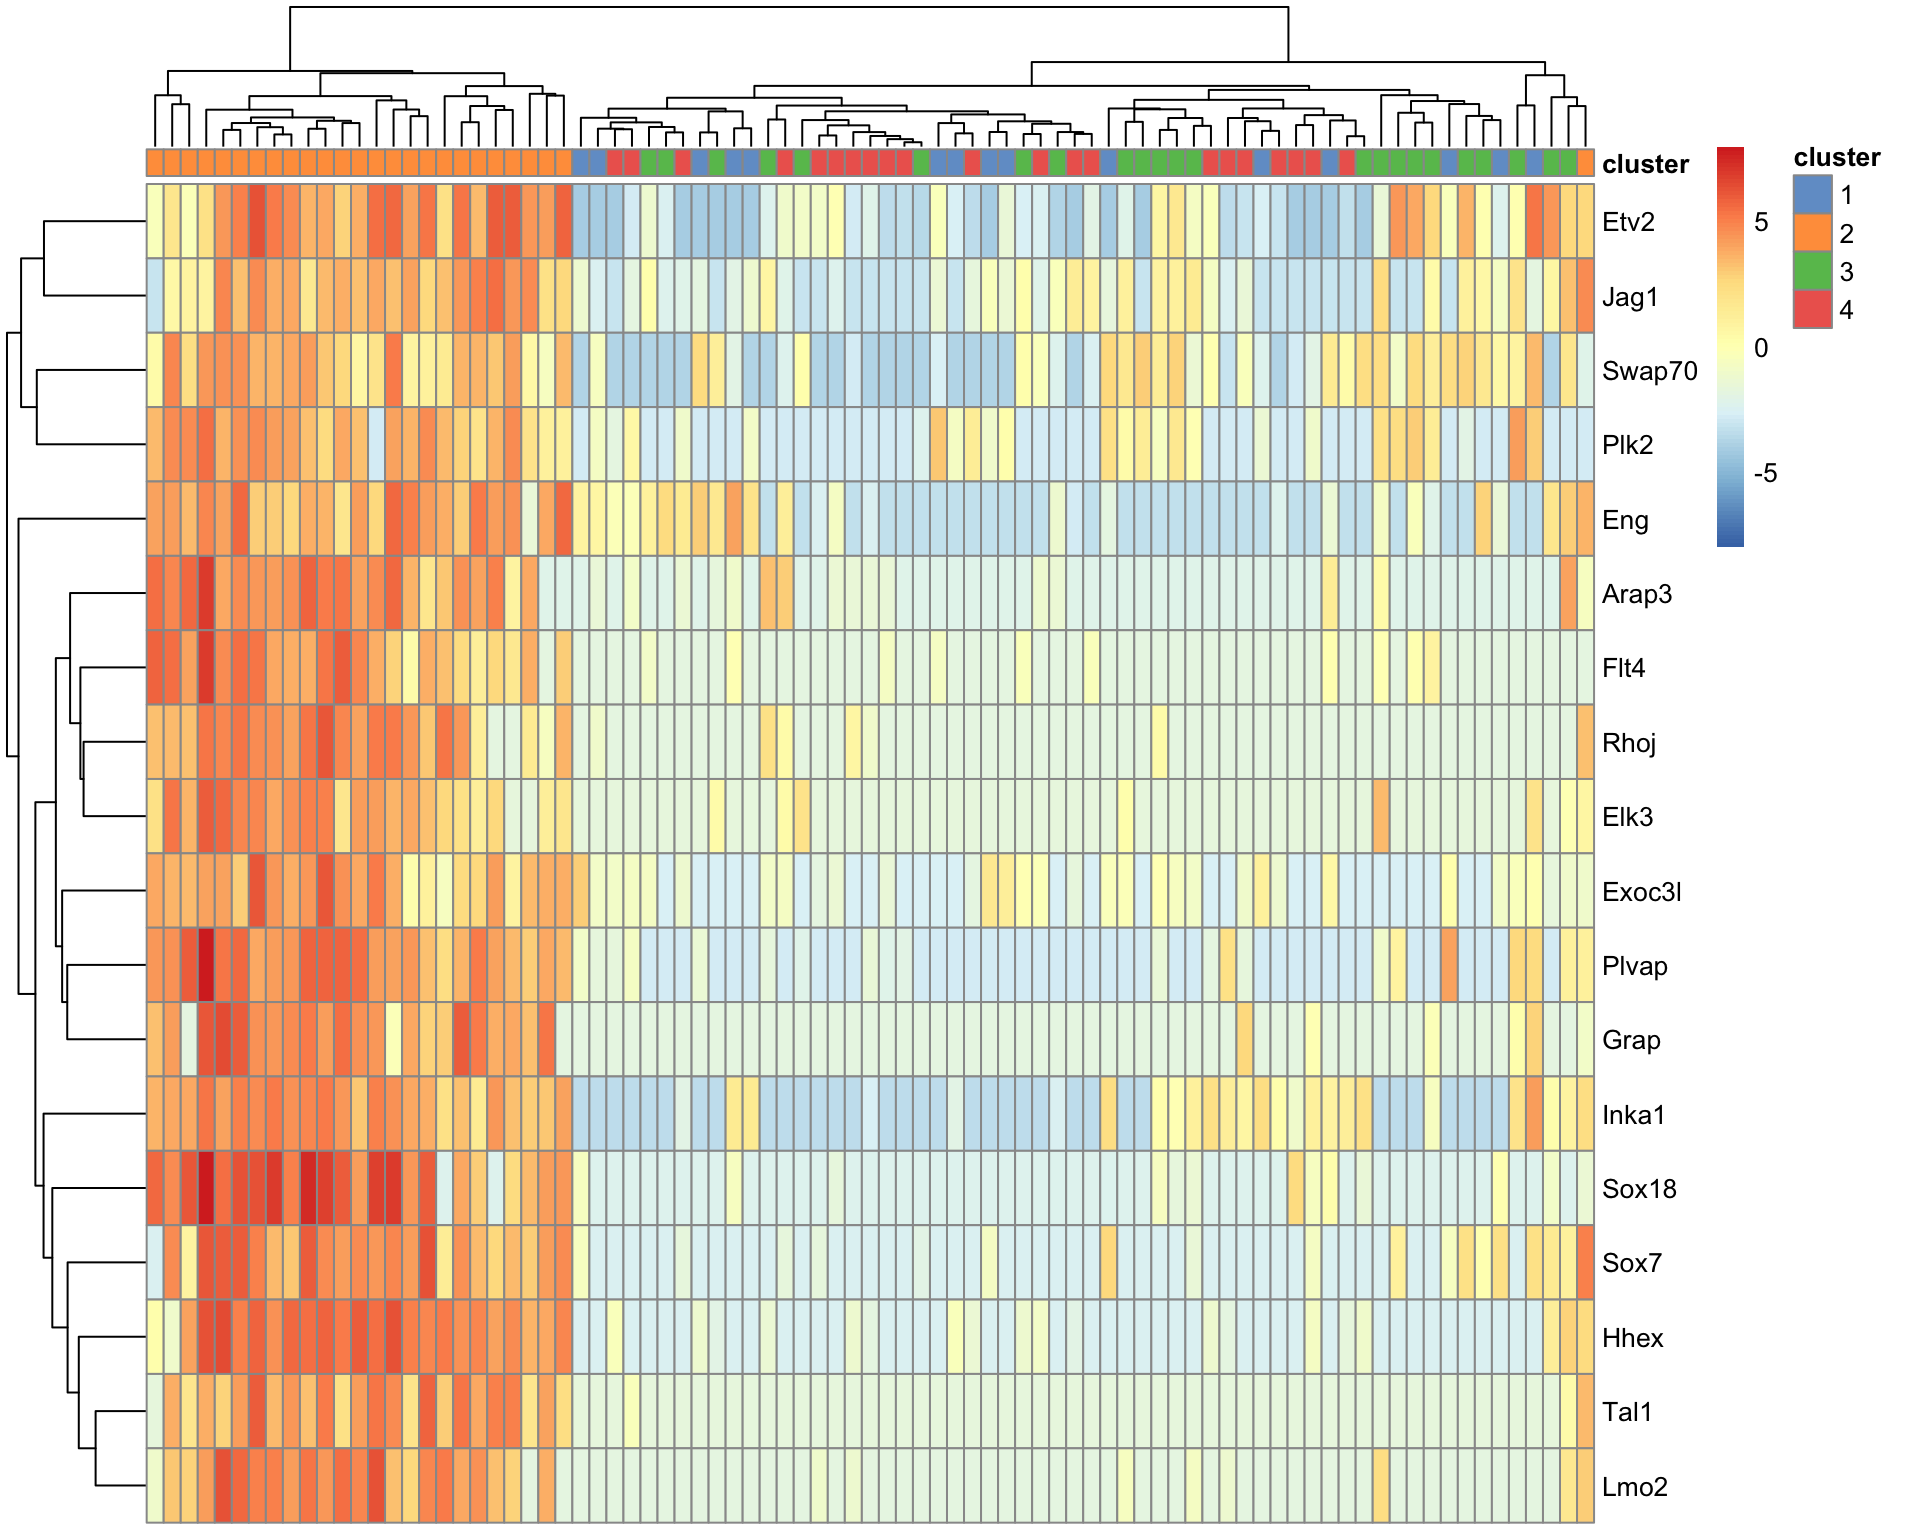 cluster
Etv2
Jag1
Swap70
Plk2
Eng
Arap3
Flt4
Rhoj
Elk3
Exoc3l
Plvap
Grap
Inka1
Sox18
Sox7
Hhex
Tal1
Lmo2
5
0
-5
cluster
1
2
3
4